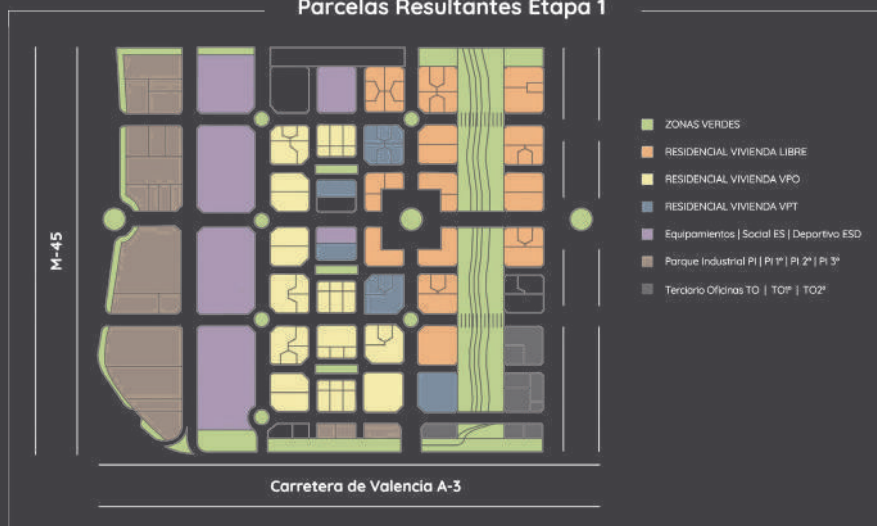 Parcelas Resultantes Etapa 1
M-45
ZONAS VERDES
RESIDENCIAL VIVIENDA LIBRE
RESIDENCIAL VIVIENDA VPO
RESIDENCIAL VIVIENDA VPT
Equipamientos | Social ES | Deportivo ESD
Parque Industrial PI | PI 1ª | PI 2ª | PI 3ª
Terciario Oficinas TO | TO1ª | TO2ª
Carretera de Valencia A-3